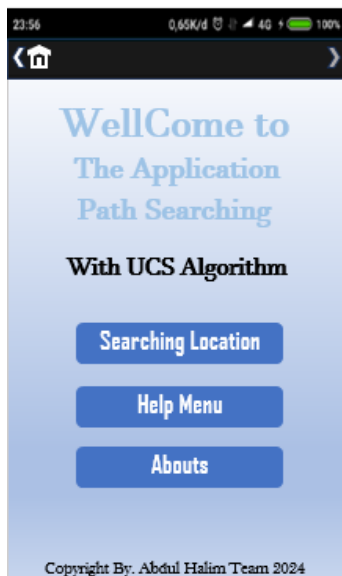 23:56 0,65K/d 4G 100%
WellCome to
The Application
Path Searching
With UCS Algorithm
Searching Location
Help Menu
Abouts
Copyright By. Abdul Halim Team 2024